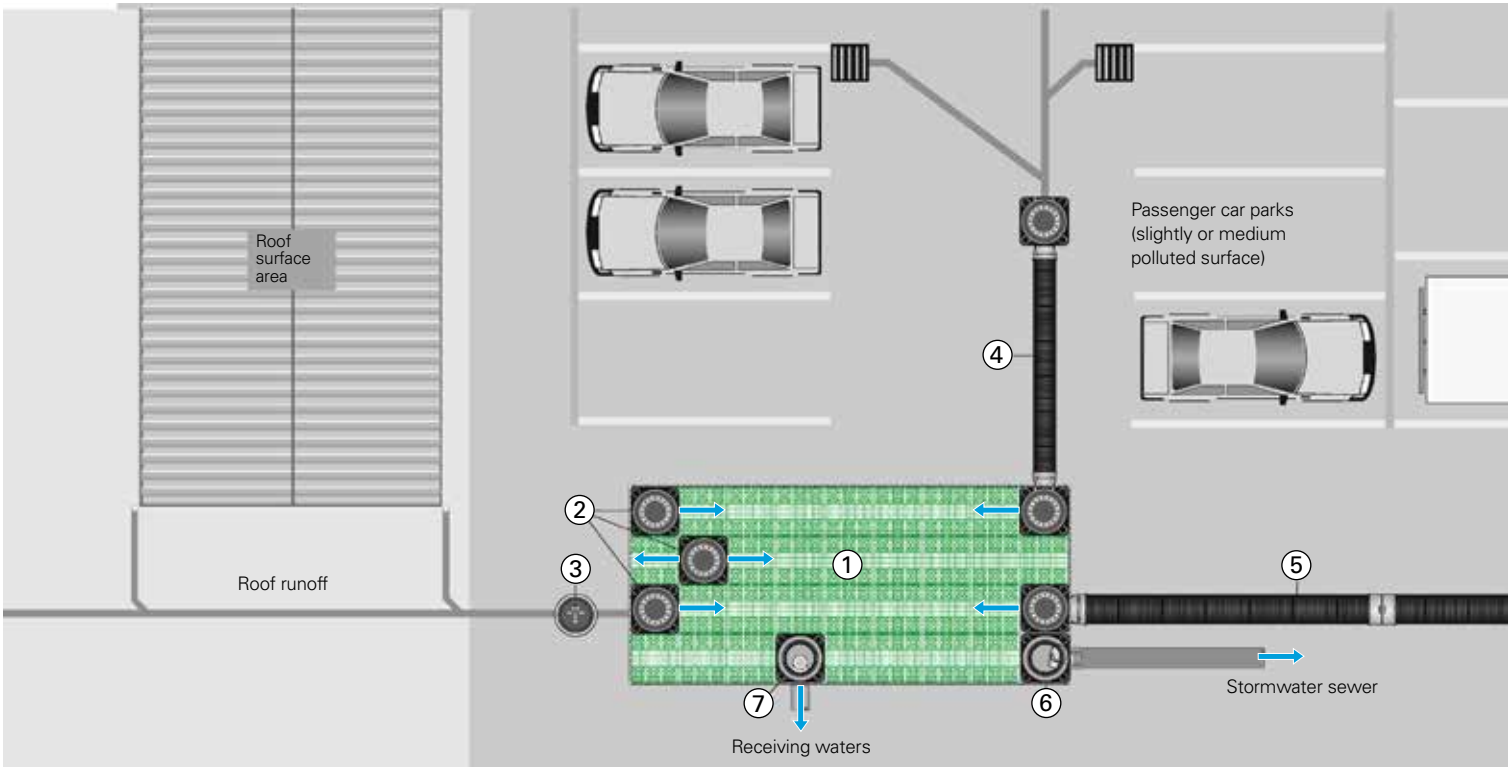 Roof
surface
area
Passenger car parks
(slightly or medium
polluted surface)
4
2
1
3
5
Roof runoff
7
6
Stormwater sewer
Receiving waters